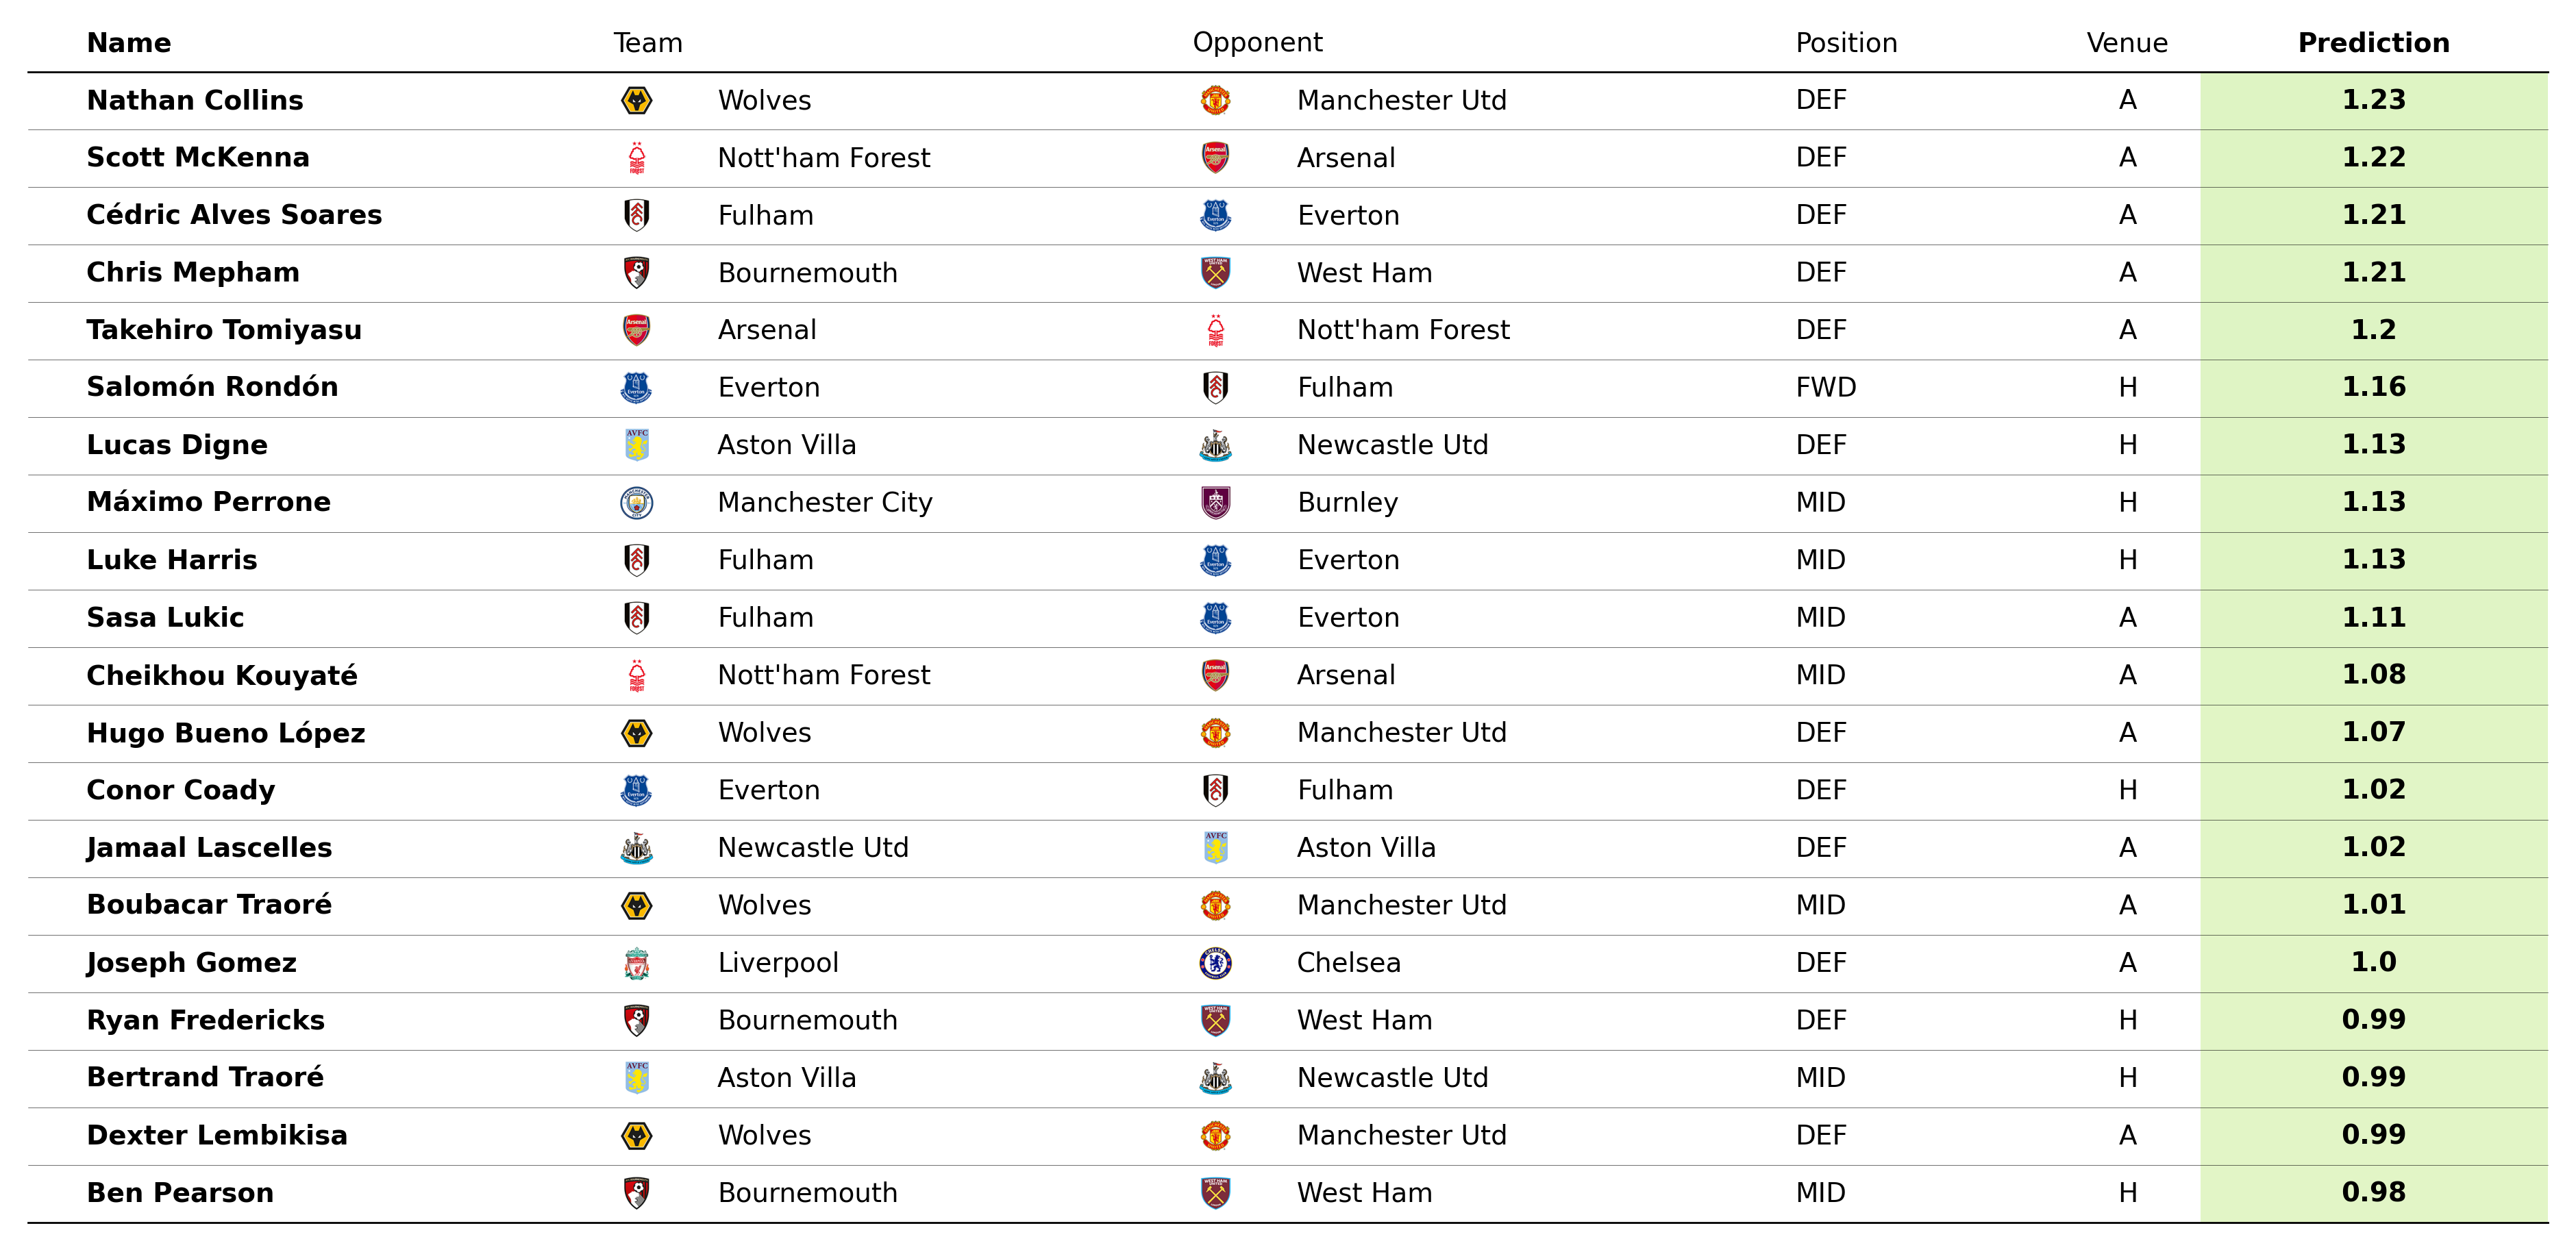 Name Team Opponent Position Venue Prediction
Nathan Collins Wolves Manchester Utd DEF A 1.23
Scott McKenna Nott'ham Forest Arsenal DEF A 1.22
Cédric Alves Soares Fulham Everton DEF A 1.21
Chris Mepham Bournemouth West Ham DEF A 1.21
Takehiro Tomiyasu Arsenal Nott'ham Forest DEF A 1.2
Salomón Rondón Everton Fulham FWD H 1.16
Lucas Digne Aston Villa Newcastle Utd DEF H 1.13
Máximo Perrone Manchester City Burnley MID H 1.13
Luke Harris Fulham Everton MID H 1.13
Sasa Lukic Fulham Everton MID A 1.11
Cheikhou Kouyaté Nott'ham Forest Arsenal MID A 1.08
Hugo Bueno López Wolves Manchester Utd DEF A 1.07
Conor Coady Everton Fulham DEF H 1.02
Jamaal Lascelles Newcastle Utd Aston Villa DEF A 1.02
Boubacar Traoré Wolves Manchester Utd MID A 1.01
Joseph Gomez Liverpool Chelsea DEF A 1.0
Ryan Fredericks Bournemouth West Ham DEF H 0.99
Bertrand Traoré Aston Villa Newcastle Utd MID H 0.99
Dexter Lembikisa Wolves Manchester Utd DEF A 0.99
Ben Pearson Bournemouth West Ham MID H 0.98